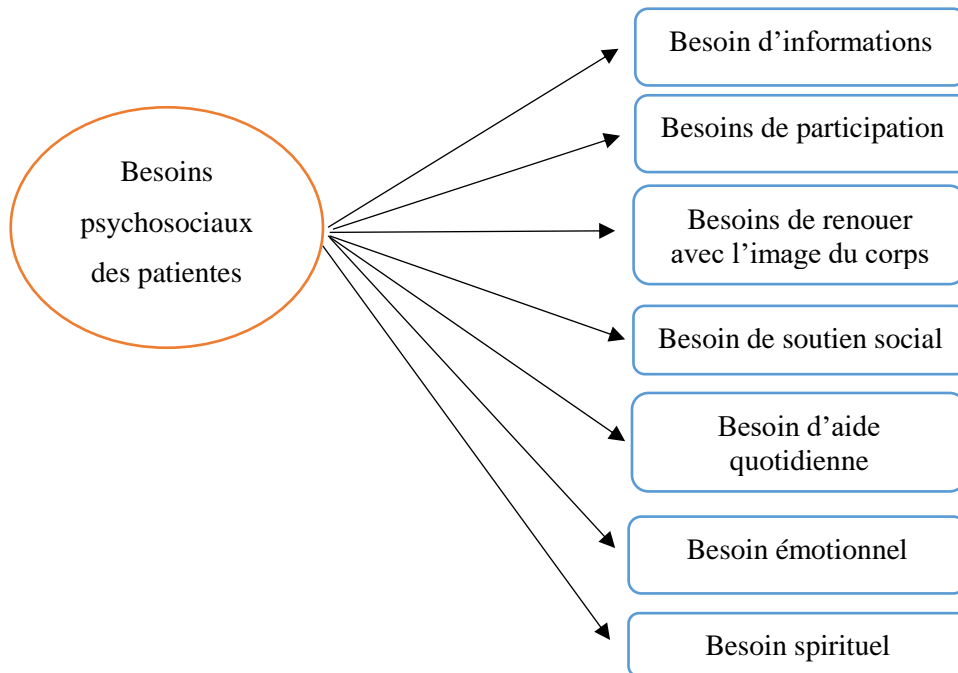 Besoins
psychosociaux
des patientes
Besoin d’informations
Besoins de participation
Besoins de renouer
avec l’image du corps
Besoin de soutien social
Besoin d’aide
quotidienne
Besoin émotionnel
Besoin spirituel